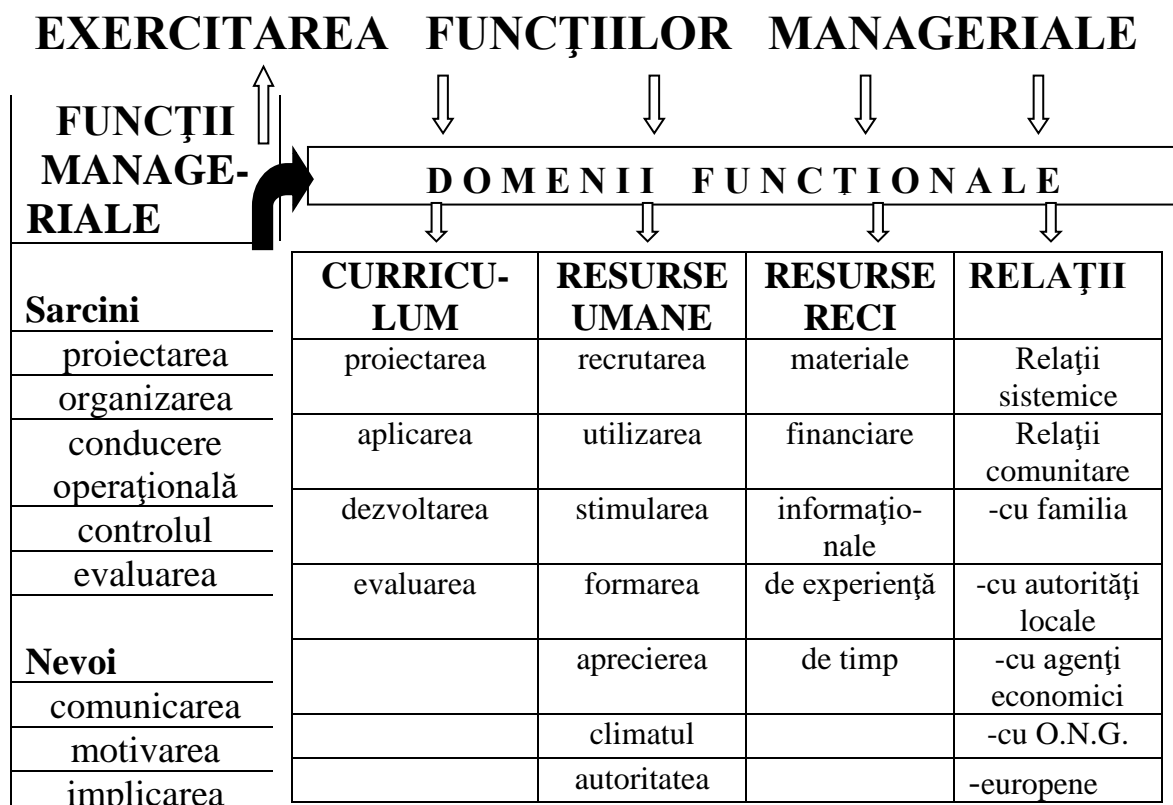 EXERCITAREA FUNCŢIILOR MANAGERIALE
FUNCŢII
MANAGE-
RIALE
DOMENII FUNCŢIONALE
Sarcini
proiectarea
organizarea
conducere
operaţională
controlul
evaluarea
Nevoi
comunicarea
motivarea
implicarea
CURRICU-
LUM
RESURSE
UMANE
RESURSE
RECI
RELAŢII
proiectarea
recrutarea
materiale
Relaţii
sistemice
aplicarea
utilizarea
financiare
Relaţii
comunitare
dezvoltarea
stimularea
informaţio-
nale
-cu familia
evaluarea
formarea
de experienţă
-cu autorităţi
locale
aprecierea
de timp
-cu agenţi
economici
climatul
-cu O.N.G.
autoritatea
-europene